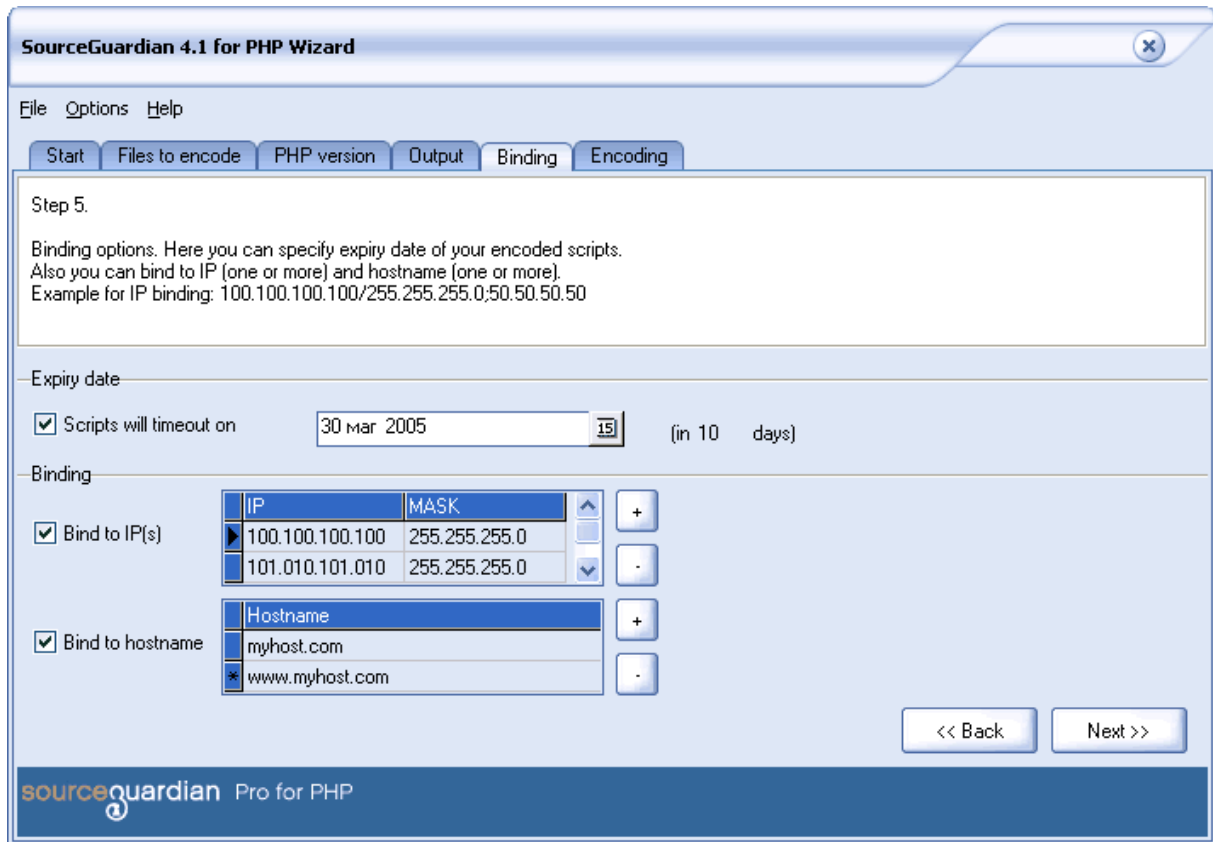 SourceGuardian 4.1 for PHP Wizard
File Options Help
Start Files to encode PHP version Output Binding Encoding
Step 5.
Binding options. Here you can specify expiry date of your encoded scripts.
Also you can bind to IP (one or more) and hostname (one or more).
Example for IP binding: 100.100.100.100/255.255.255.0;50.50.50.50
Expiry date
Scripts will timeout on 30 маг 2005 15 (in 10 days)
Binding
Bind to IP(s)
IP MASK
100.100.100.100 255.255.255.0
101.010.101.010 255.255.255.0
+
-
Bind to hostname
Hostname
myhost.com
* www.myhost.com
+
-
<< Back Next >>
sourceguardian Pro for PHP